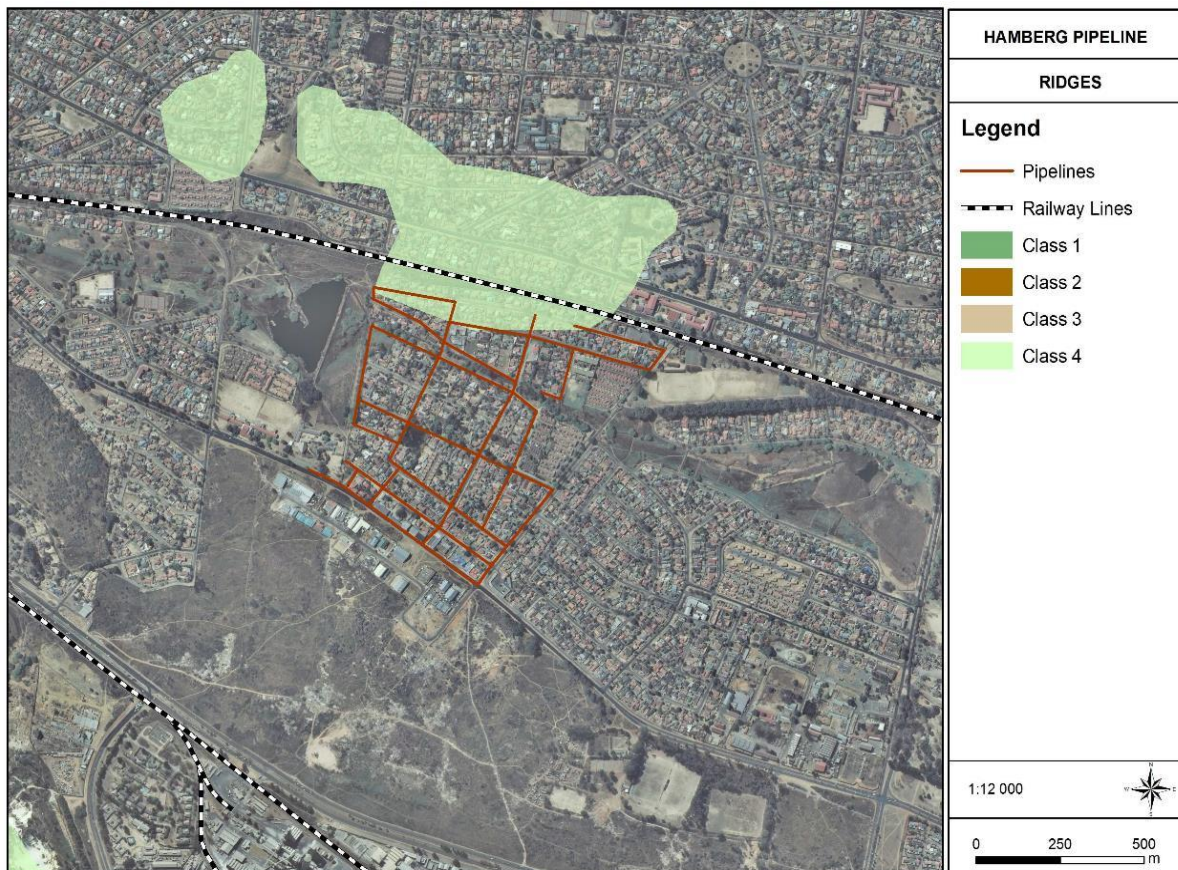 HAMBERG PIPELINE
RIDGES
Legend
Pipelines
Railway Lines
Class 1
Class 2
Class 3
Class 4
1:12 000
N
W E
S
0 250 500
m